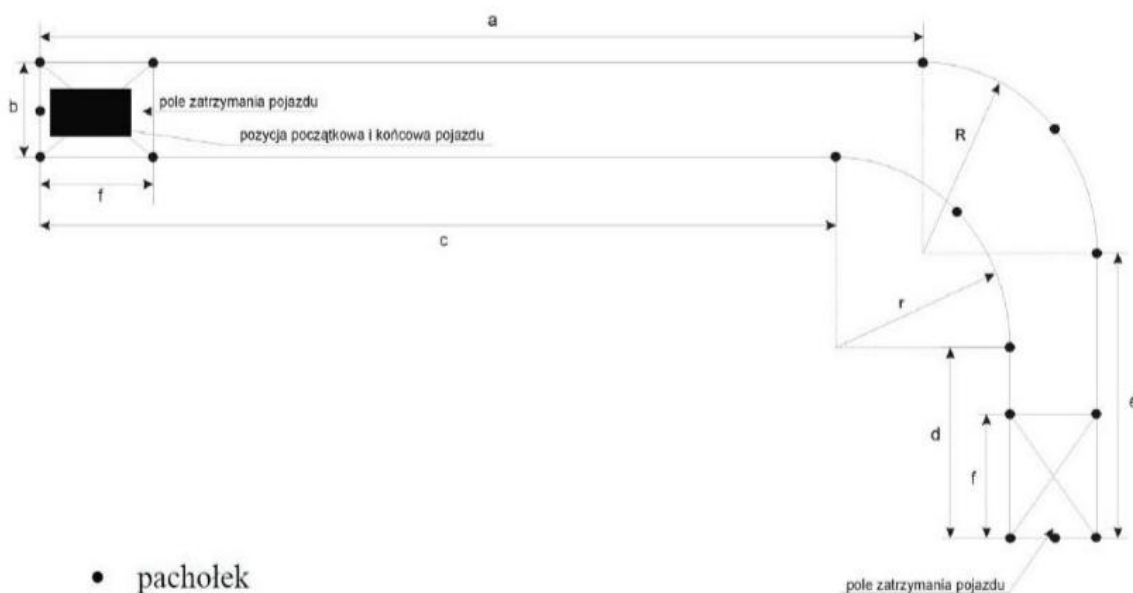 a
b
pole zatrzymania pojazdu
pozycja początkowa i końcowa pojazdu
R
f
c
r
d
e
f
● pachołek
pole zatrzymania pojazdu